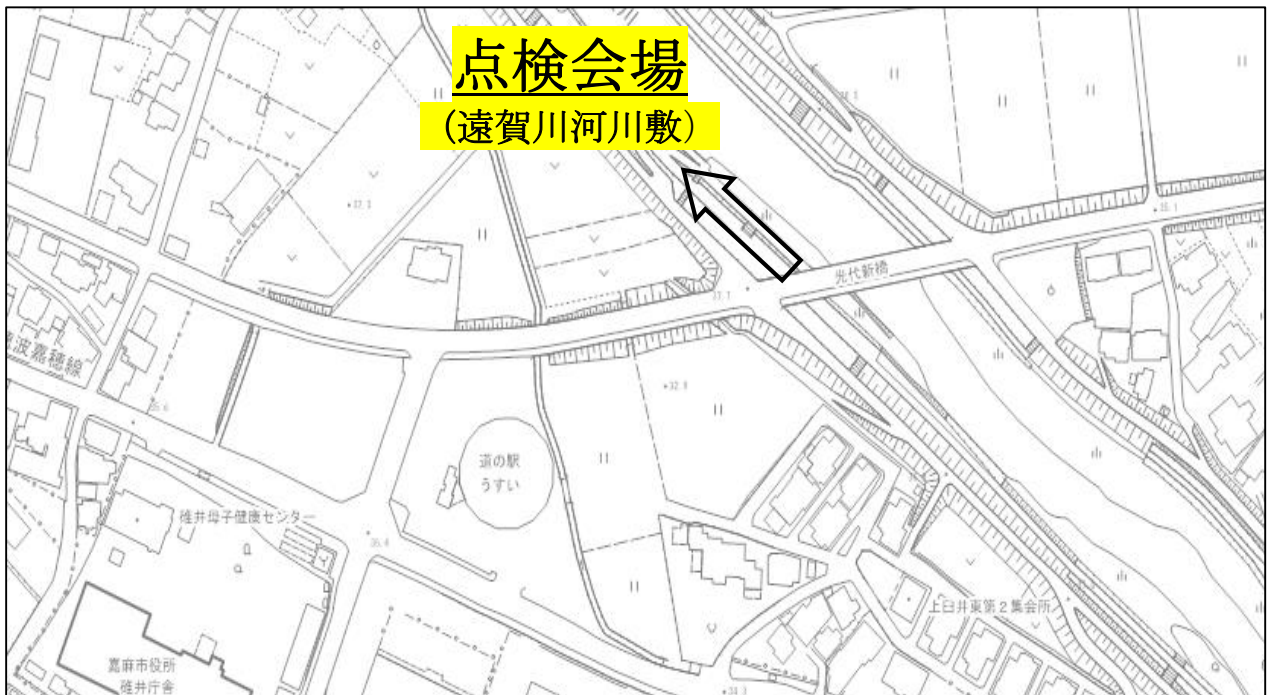 点検会場
（遠賀川河川敷）
光代新橋
波嘉穂線
道の駅
うすい
碓井母子健康センター
嘉麻市役所
碓井庁舎
上臼井東第2集会所